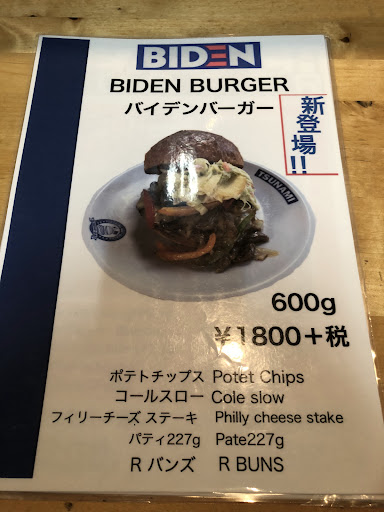 BIDEN
BIDEN BURGER
バイデンバーガー
新登場!!
TSUNAMI
600g
¥1800+税
ポテトチップス Potet Chips
コールスロー Cole slow
フィリーチーズ ステーキ Philly cheese stake
パティ227g Pate227g
R バンズ R BUNS